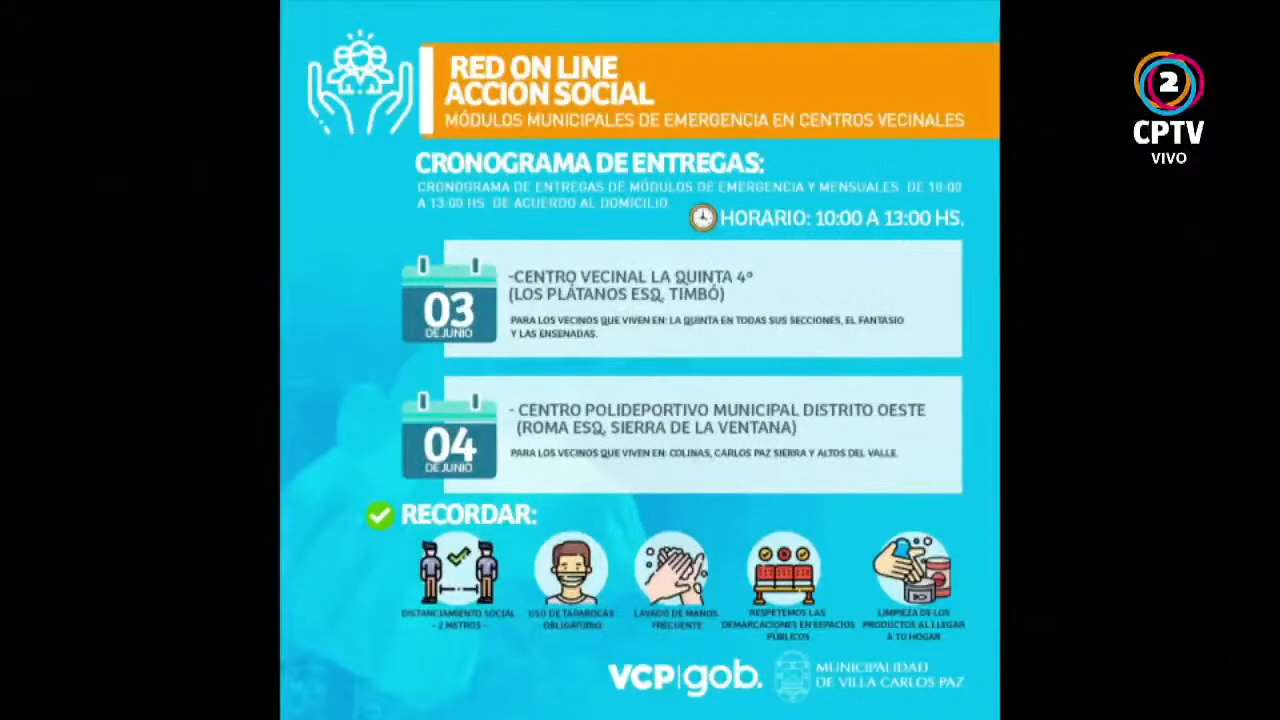 RED ON LINE
ACCION SOCIAL
MÓDULOS MUNICIPALES DE EMERGENCIA EN CENTROS VECINALES
2
CPTV
VIVO
CRONOGRAMA DE ENTREGAS:
CRONOGRAMA DE ENTREGAS DE MÓDULOS DE EMERGENCIA Y MENSUALES DE 10:00
A 13:00 HS DE ACUERDO AL DOMICILIO
HORARIO: 10:00 A 13:00 HS.
03
DE JUNIO
-CENTRO VECINAL LA QUINTA 4º
(LOS PLÁTANOS ESQ, TIMBÓ)
PARA LOS VECINOS QUE VIVEN EN: LA QUINTA EN TODAS SUS SECCIONES, EL FANTASIO
Y LAS ENSENADAS.
04
DE JUNIO
- CENTRO POLIDEPORTIVO MUNICIPAL DISTRITO OESTE
(ROMA ESQ, SIERRA DE LA VENTANA)
PARA LOS VECINOS QUE VIVEN EN: COLINAS, CARLOS PAZ SIERRA Y ALTOS DEL VALLE.
RECORDAR:
DISTANCIAMIENTO SOCIAL
- 2 METROS -
USO DE TAPABOCAS
OBLIGATORIO
LAVADO DE MANOS
FRECUENTE
RESPETEMOS LAS
DEMARCACIONES EN ESPACIOS
PÚBLICOS
LIMPIEZA DE LOS
PRODUCTOS AL LLEGAR
A TU HOGAR
VCP|gob.
MUNICIPALIDAD
DE VILLA CARLOS PAZ